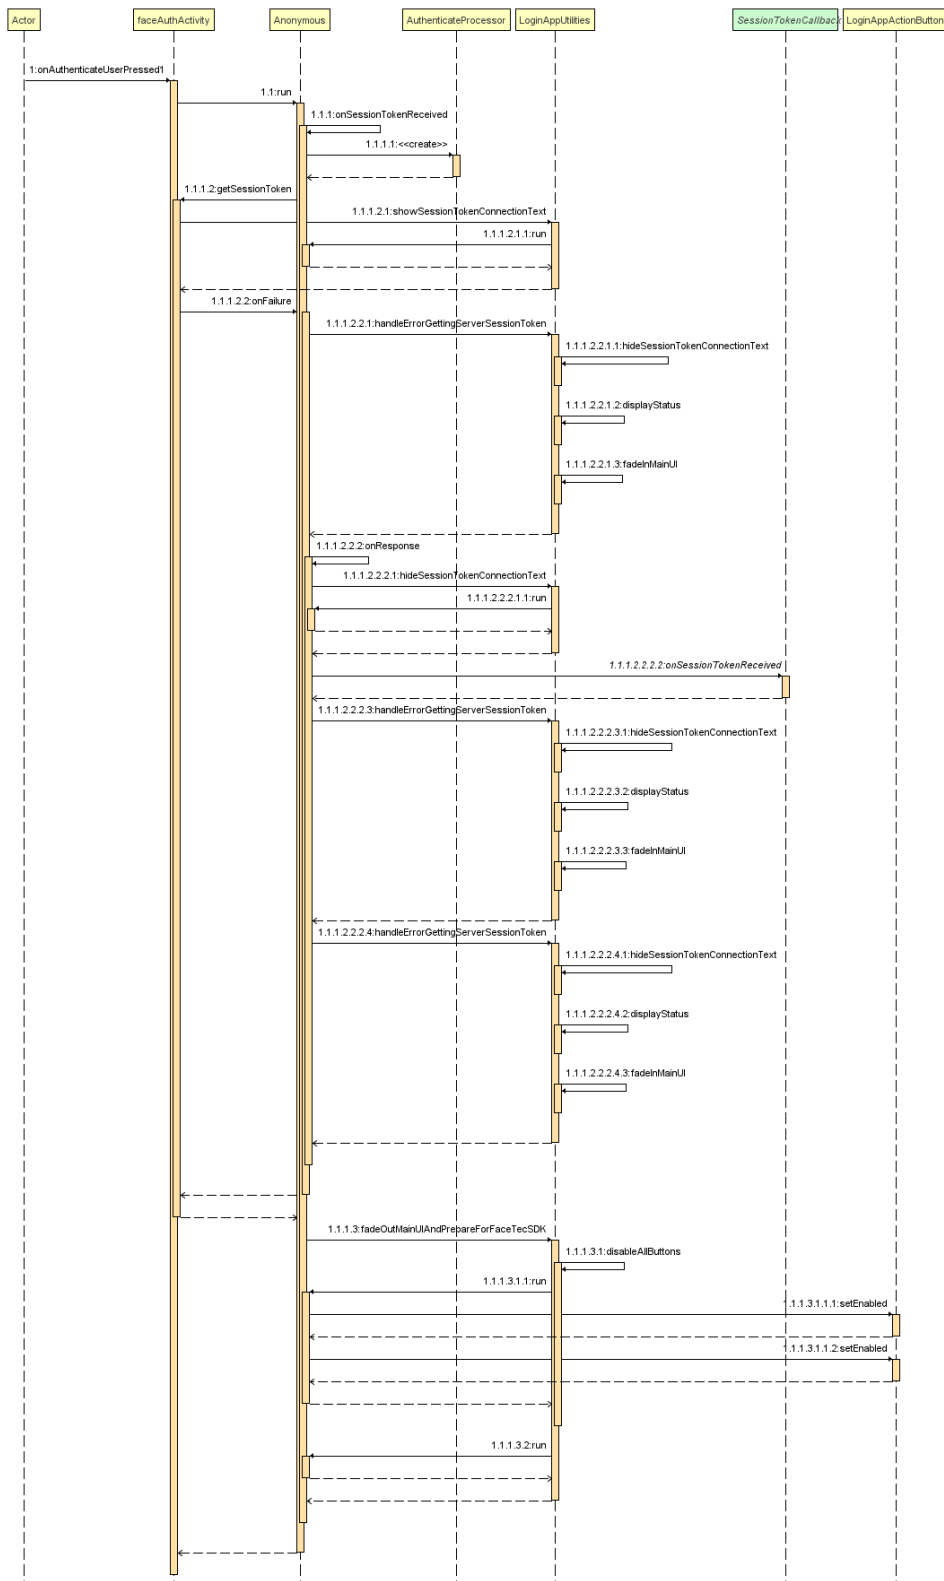 Actor
faceAuthActivity
Anonymous
AuthenticateProcessor
LoginAppUtilities
SessionTokenCallback
LoginAppActionButton
1:onAuthenticateUserPressed1
1.1:run
1.1.1:onSessionTokenReceived
1.1.1.1:<<create>>
1.1.1.2:getSessionToken
1.1.1.2.1:showSessionTokenConnectionText
1.1.1.2.1.1:run
1.1.1.2.2:onFailure
1.1.1.2.2.1:handleErrorGettingServerSessionToken
1.1.1.2.2.1.1:hideSessionTokenConnectionText
1.1.1.2.2.1.2:displayStatus
1.1.1.2.2.1.3:fadeInMainUI
1.1.1.2.2.2:onResponse
1.1.1.2.2.2.1:hideSessionTokenConnectionText
1.1.1.2.2.2.1.1:run
1.1.1.2.2.2.2:onSessionTokenReceived
1.1.1.2.2.2.3:handleErrorGettingServerSessionToken
1.1.1.2.2.2.3.1:hideSessionTokenConnectionText
1.1.1.2.2.2.3.2:displayStatus
1.1.1.2.2.2.3.3:fadeInMainUI
1.1.1.2.2.2.4:handleErrorGettingServerSessionToken
1.1.1.2.2.2.4.1:hideSessionTokenConnectionText
1.1.1.2.2.2.4.2:displayStatus
1.1.1.2.2.2.4.3:fadeInMainUI
1.1.1.3:fadeOutMainUIAndPrepareForFaceTecSDK
1.1.1.3.1:disableAllButtons
1.1.1.3.1.1:run
1.1.1.3.1.1.1:setEnabled
1.1.1.3.1.1.2:setEnabled
1.1.1.3.2:run